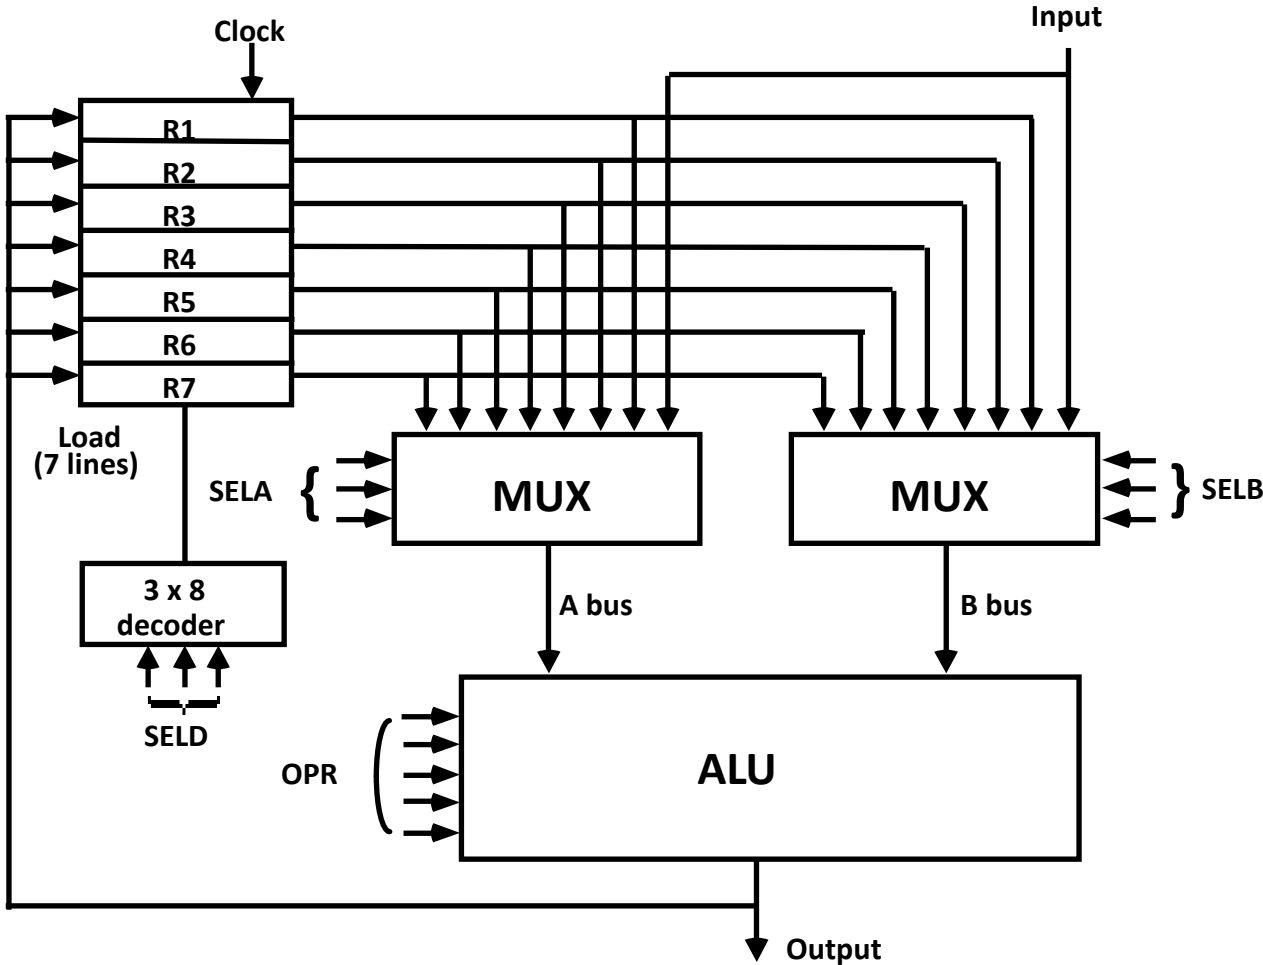 Clock
Input
R1
R2
R3
R4
R5
R6
R7
Load
(7 lines)
SELA {
MUX
MUX
} SELB
3 x 8
decoder
A bus
B bus
SELD
OPR
ALU
Output